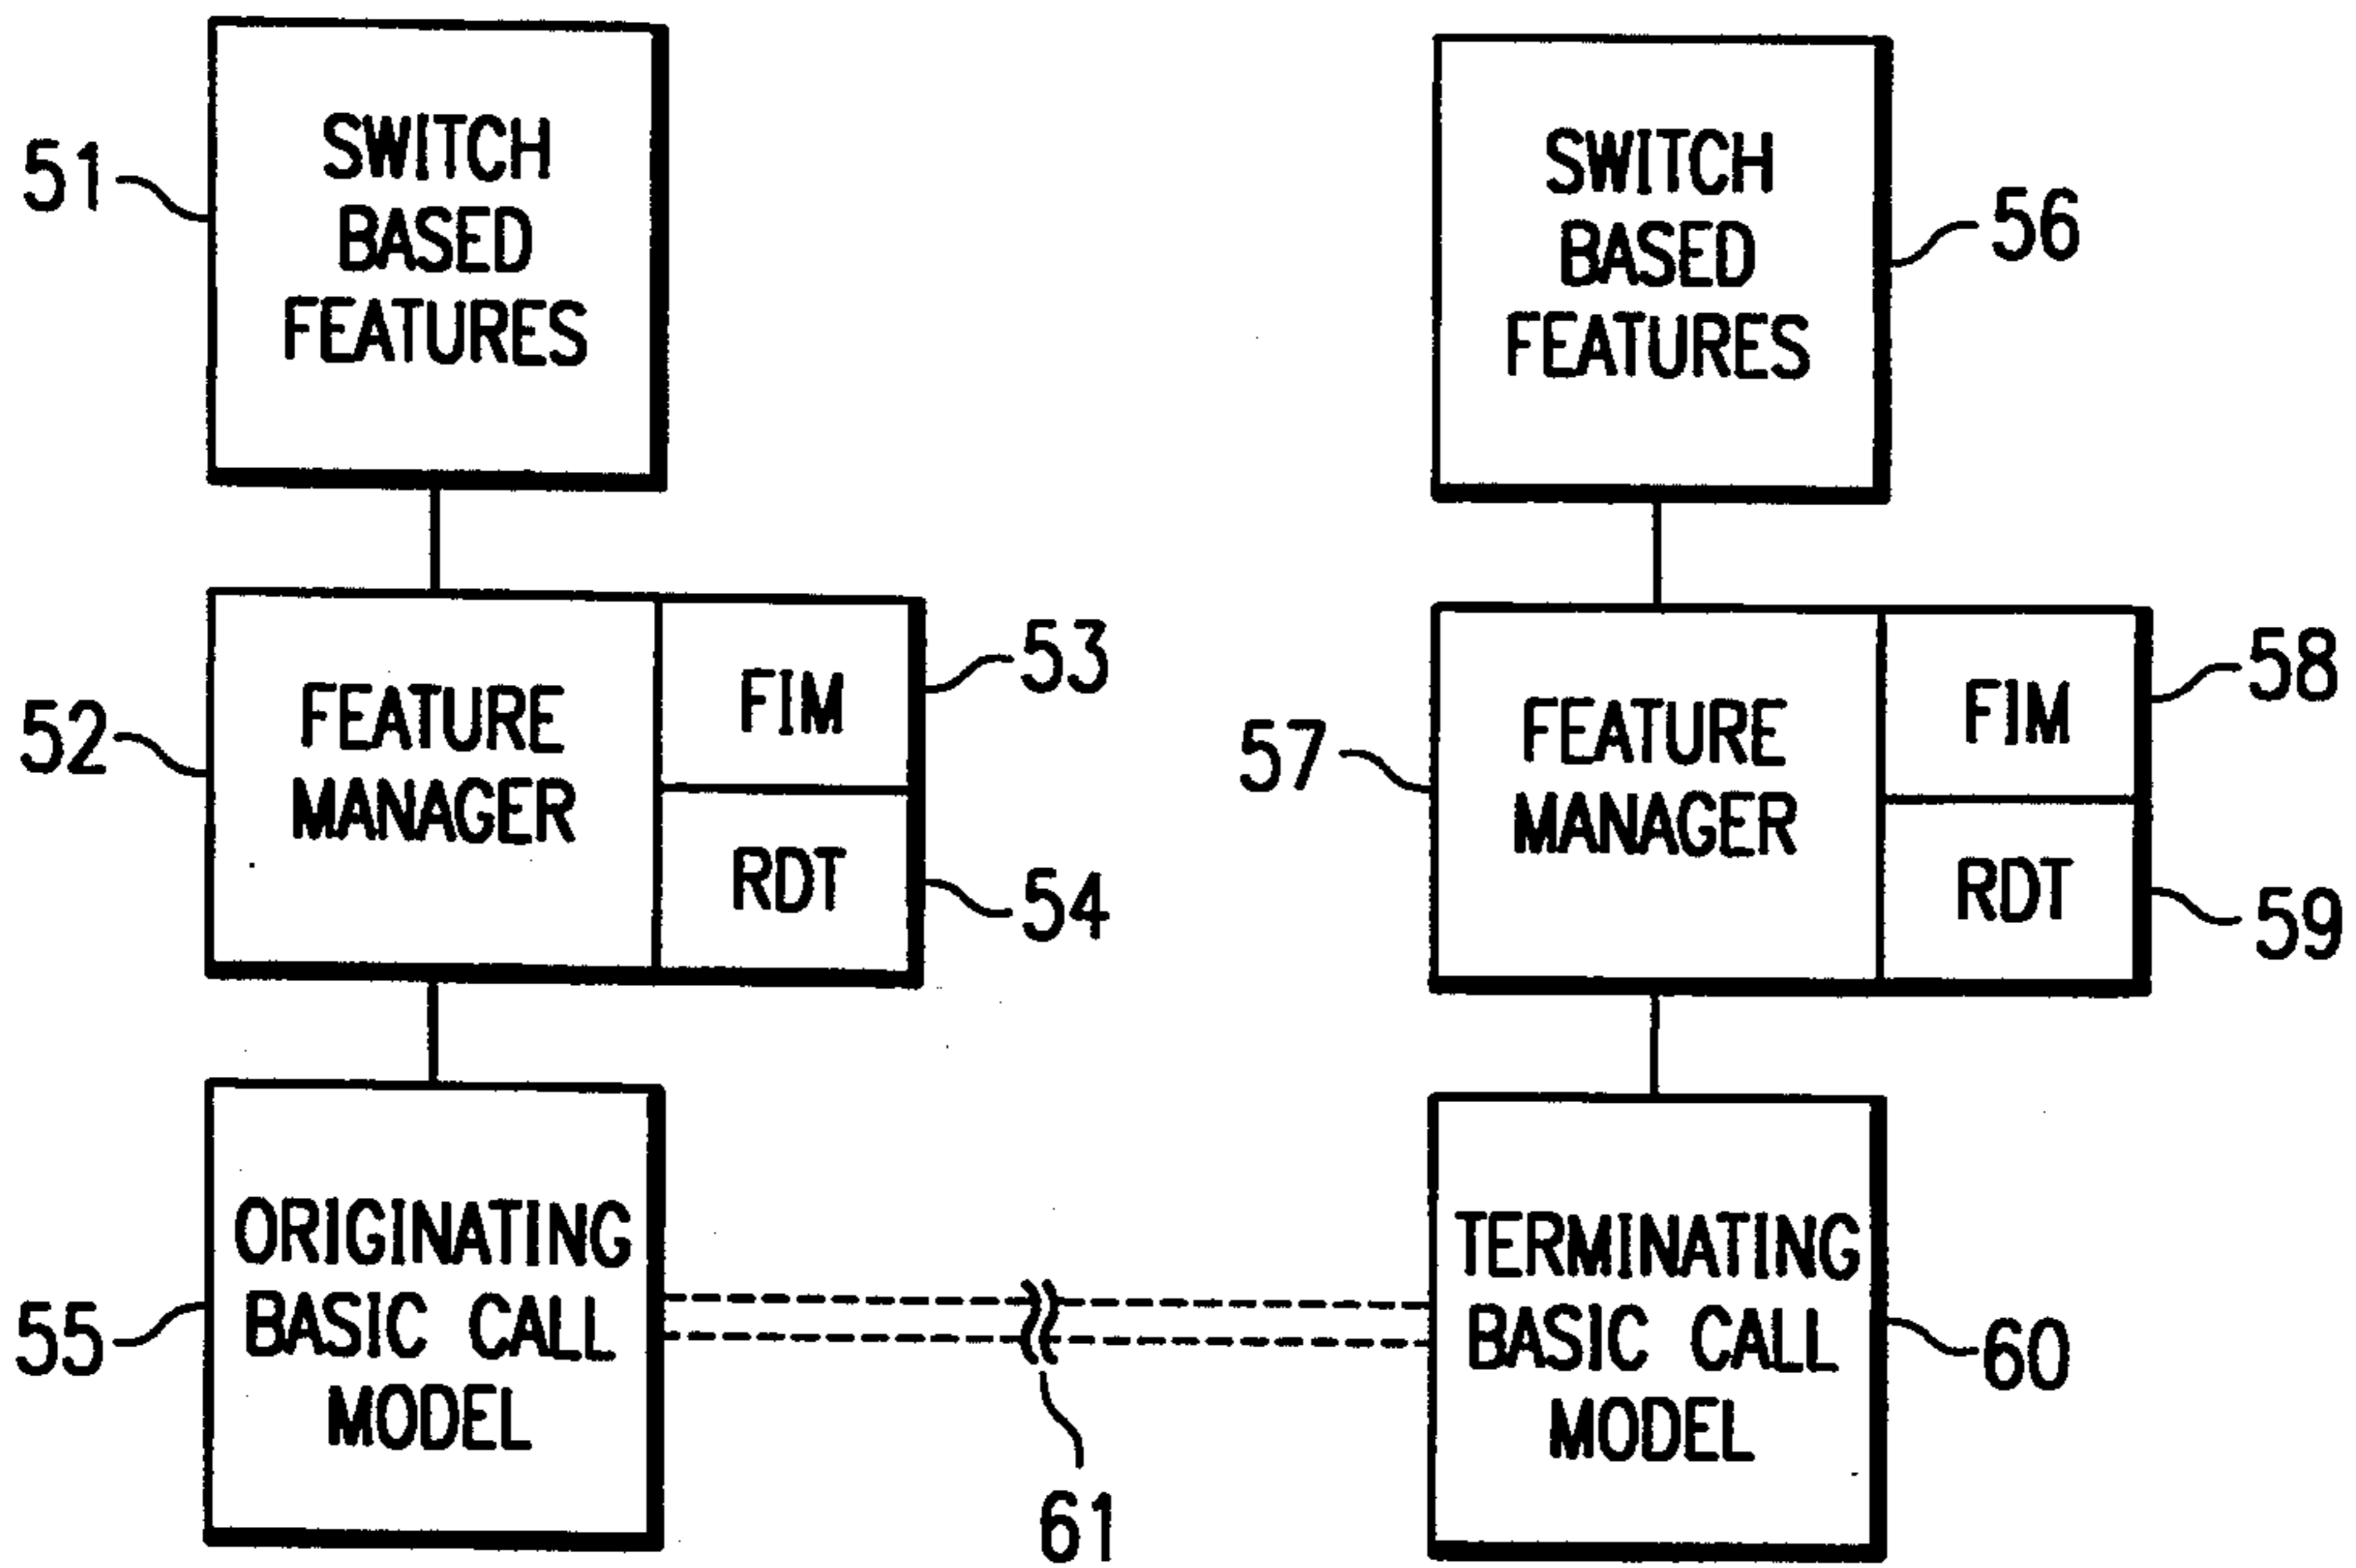 51
SWITCH
BASED
FEATURES
SWITCH
BASED
FEATURES
56
52
FEATURE
MANAGER
FIM
53
RDT
54
57
FEATURE
MANAGER
FIM
58
RDT
59
55
ORIGINATING
BASIC CALL
MODEL
61
TERMINATING
BASIC CALL
MODEL
60